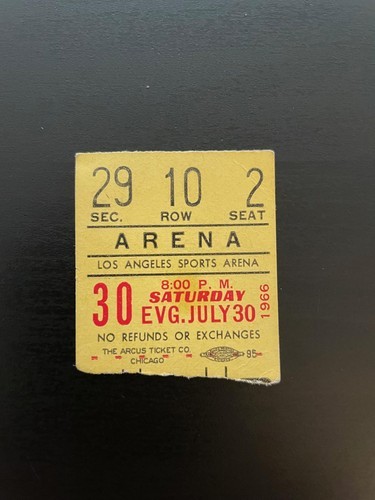 29 10 2
SEC. ROW SEAT
ARENA
LOS ANGELES SPORTS ARENA
30
8:00 P. M.
SATURDAY
EVG. JULY 30
1966
NO REFUNDS OR EXCHANGES
THE ARCUS TICKET CO.
CHICAGO
95